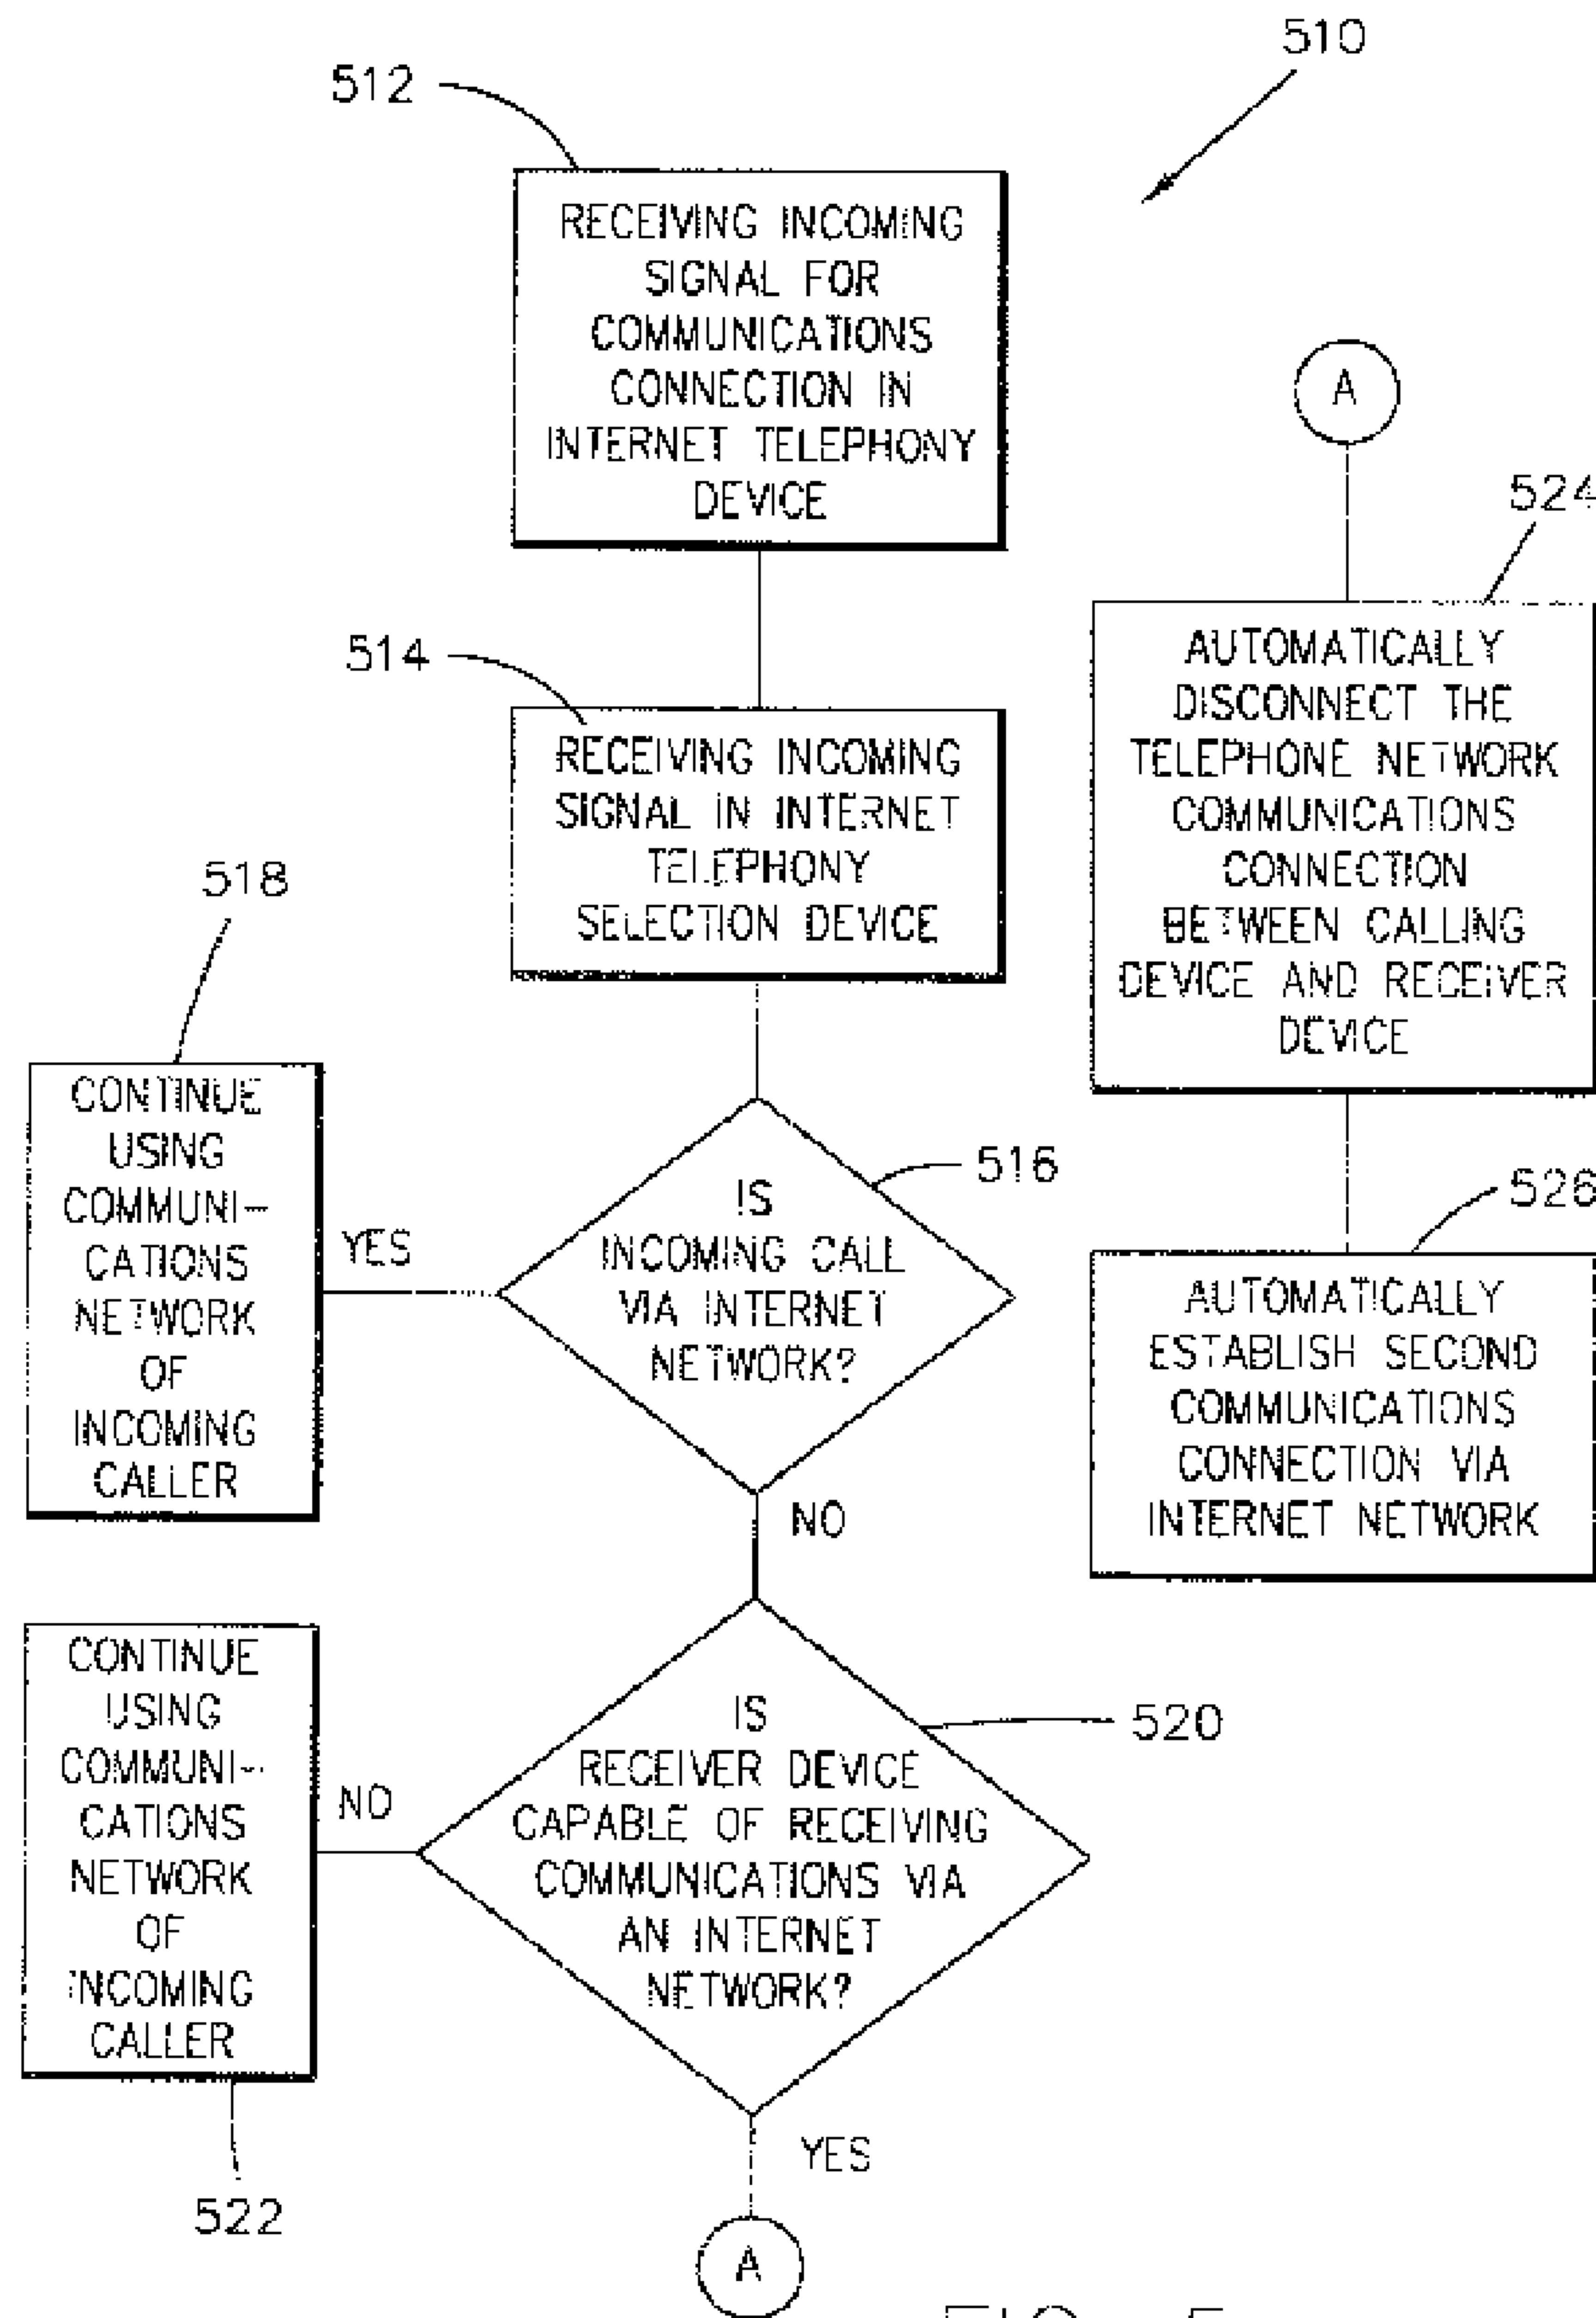 510
512
RECEIVING INCOMING
SIGNAL FOR
COMMUNICATIONS
CONNECTION IN
INTERNET TELEPHONY
DEVICE
514
RECEIVING INCOMING
SIGNAL IN INTERNET
TELEPHONY
SELECTION DEVICE
518
CONTINUE
USING
COMMUNI-
CATIONS
NETWORK
OF
INCOMING
CALLER
YES
516
IS
INCOMING CALL
VIA INTERNET
NETWORK?
NO
520
IS
RECEIVER DEVICE
CAPABLE OF RECEIVING
COMMUNICATIONS VIA
AN INTERNET
NETWORK?
NO
CONTINUE
USING
COMMUNI-
CATIONS
NETWORK
OF
INCOMING
CALLER
522
YES
A
A
524
AUTOMATICALLY
DISCONNECT THE
TELEPHONE NETWORK
COMMUNICATIONS
CONNECTION
BETWEEN CALLING
DEVICE AND RECEIVER
DEVICE
526
AUTOMATICALLY
ESTABLISH SECOND
COMMUNICATIONS
CONNECTION VIA
INTERNET NETWORK